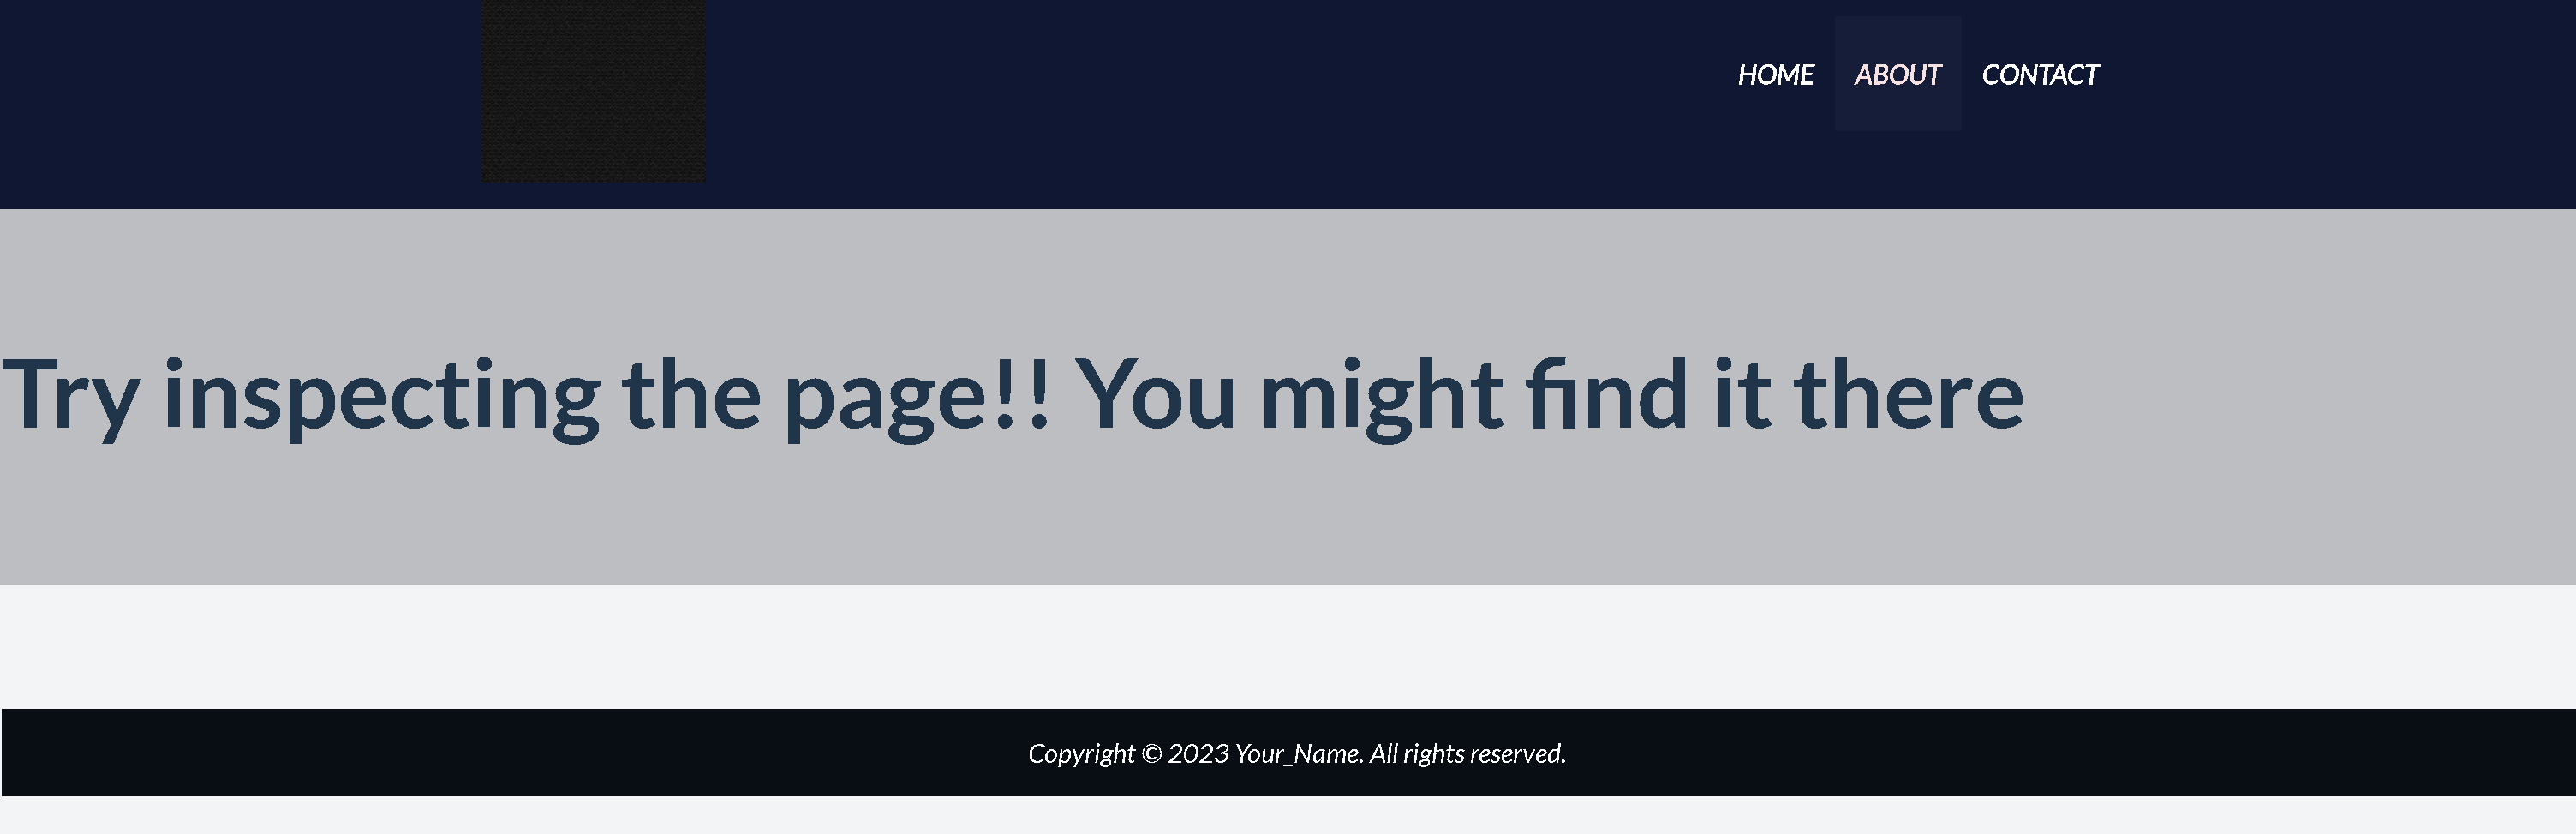 HOME ABOUT CONTACT
Try inspecting the page!! You might find it there
Copyright © 2023 Your_Name. All rights reserved.